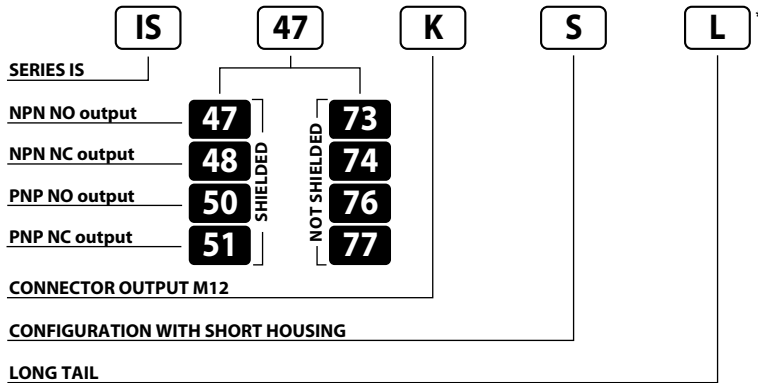 IS 47 K S L *
SERIES IS
NPN NO output 47 73
NPN NC output 48 74
PNP NO output 50 76
PNP NC output 51 77
SHIELDED
NOT SHIELDED
CONNECTOR OUTPUT M12
CONFIGURATION WITH SHORT HOUSING
LONG TAIL